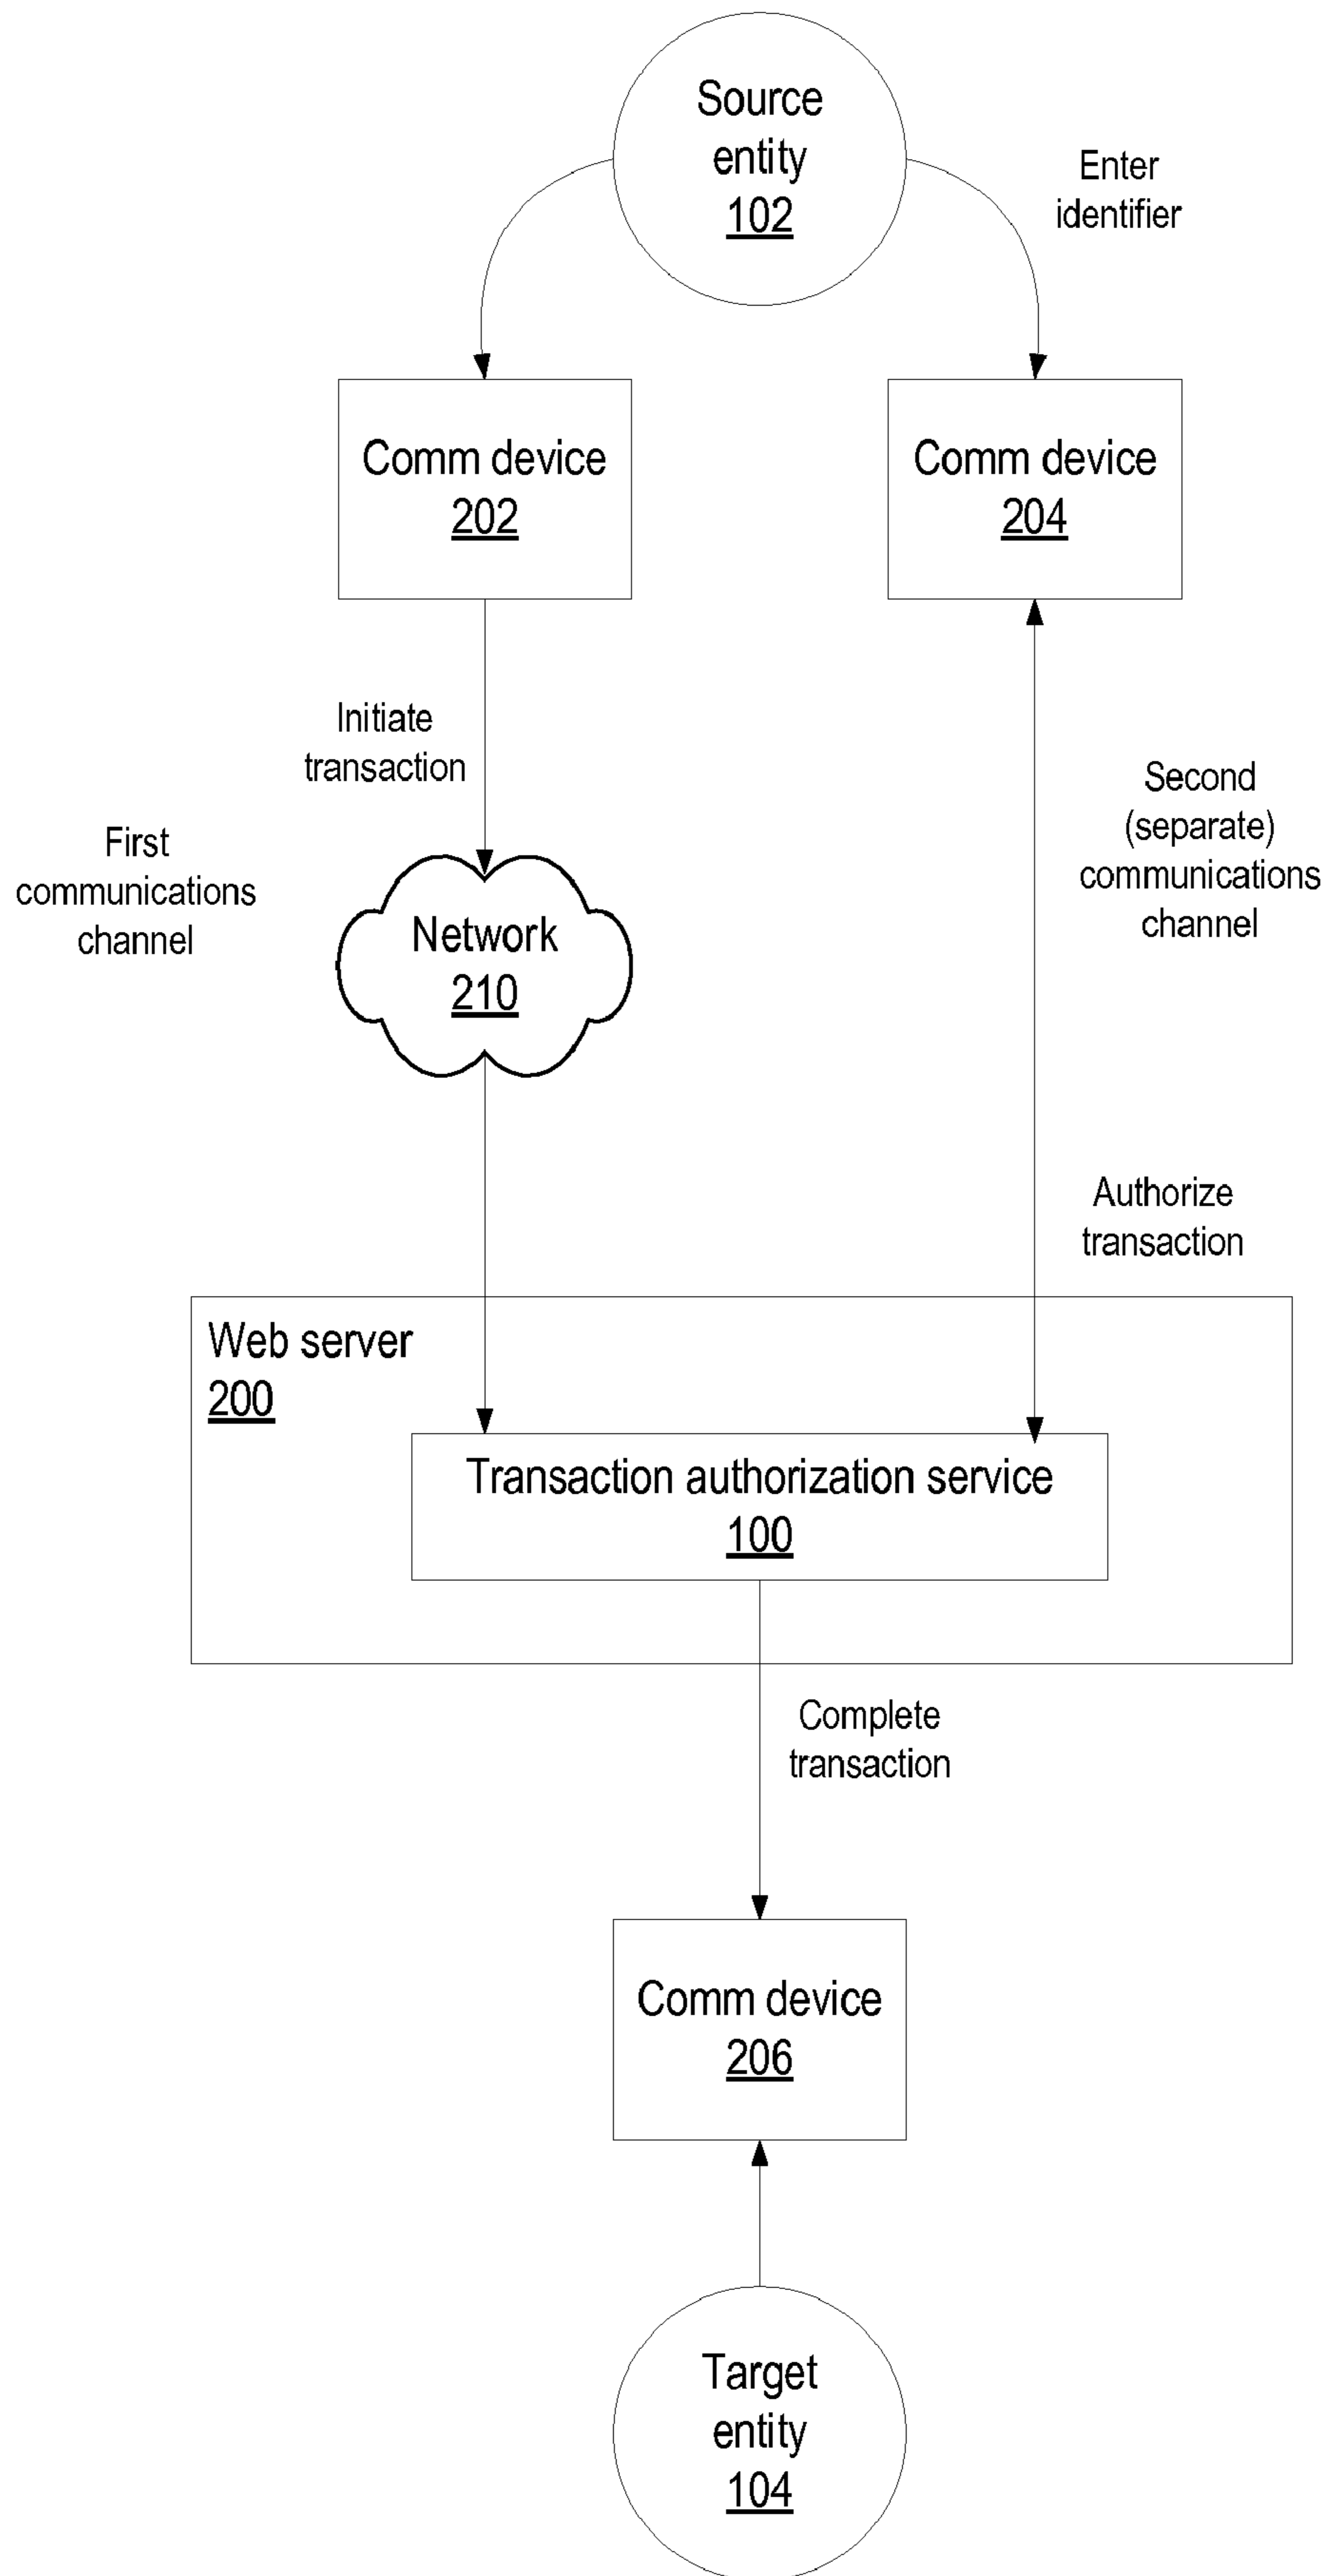 Source
entity
102
Enter
identifier
Comm device
202
Comm device
204
Initiate
transaction
First
communications
channel
Second
(separate)
communications
channel
Network
210
Authorize
transaction
Web server
200
Transaction authorization service
100
Complete
transaction
Comm device
206
Target
entity
104